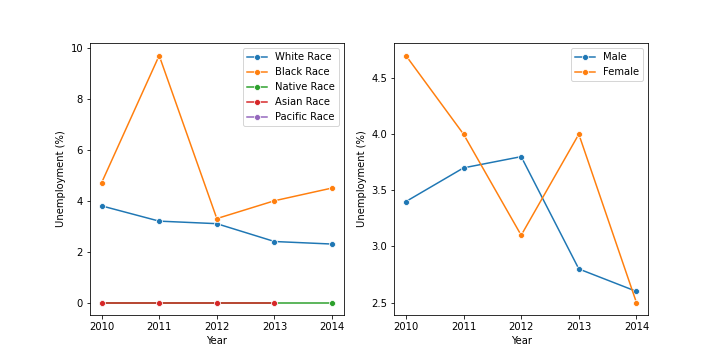 10
8
6
4
2
0
Unemployment (%)
2010 2011 2012 2013 2014
Year
White Race
Black Race
Native Race
Asian Race
Pacific Race
4.5
4.0
3.5
3.0
2.5
Unemployment (%)
2010 2011 2012 2013 2014
Year
Male
Female